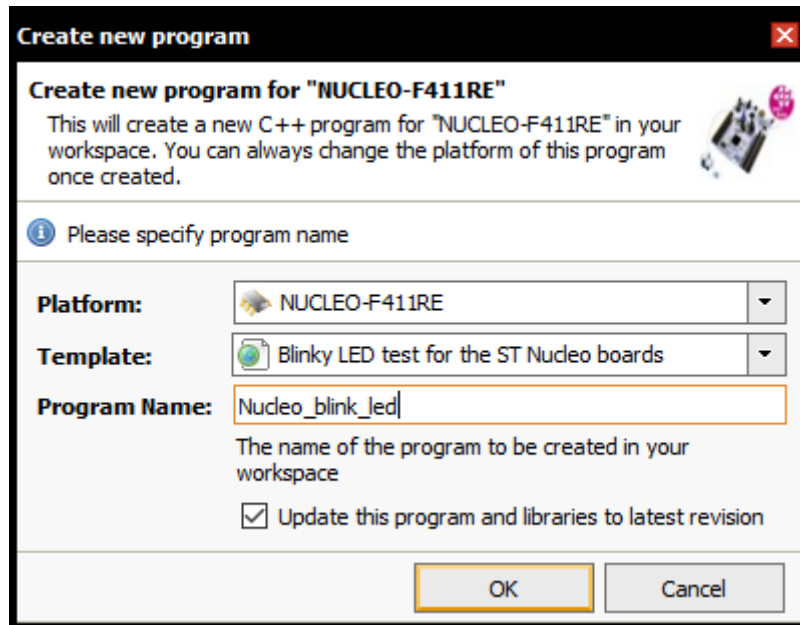 Create new program
Create new program for "NUCLEO-F411RE"
This will create a new C++ program for "NUCLEO-F411RE" in your
workspace. You can always change the platform of this program
once created.
Please specify program name
Platform:
NUCLEO-F411RE
Template:
Blinky LED test for the ST Nucleo boards
Program Name:
Nucleo_blink_led
The name of the program to be created in your
workspace
Update this program and libraries to latest revision
OK
Cancel